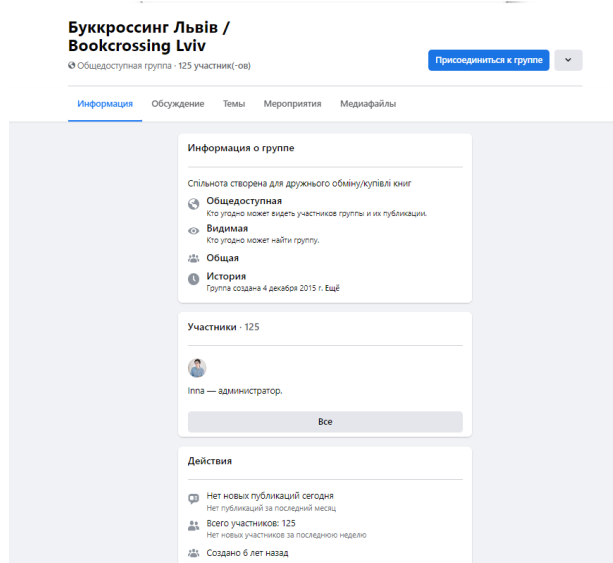 Буккроссинг Львів /
Bookcrossing Lviv
Общедоступная группа · 125 участник(-ов)
Присоединиться к группе
Информация Обсуждение Темы Мероприятия Медиафайлы
Информация о группе
Спільнота створена для дружнього обміну/купівлі книг
Общедоступная
Кто угодно может видеть участников группы и их публикации.
Видимая
Кто угодно может найти группу.
Общая
История
Группа создана 4 декабря 2015 г. Ещё
Участники · 125
Inna — администратор.
Все
Действия
Нет новых публикаций сегодня
Нет публикаций за последний месяц
Всего участников: 125
Нет новых участников за последнюю неделю
Создано 6 лет назад